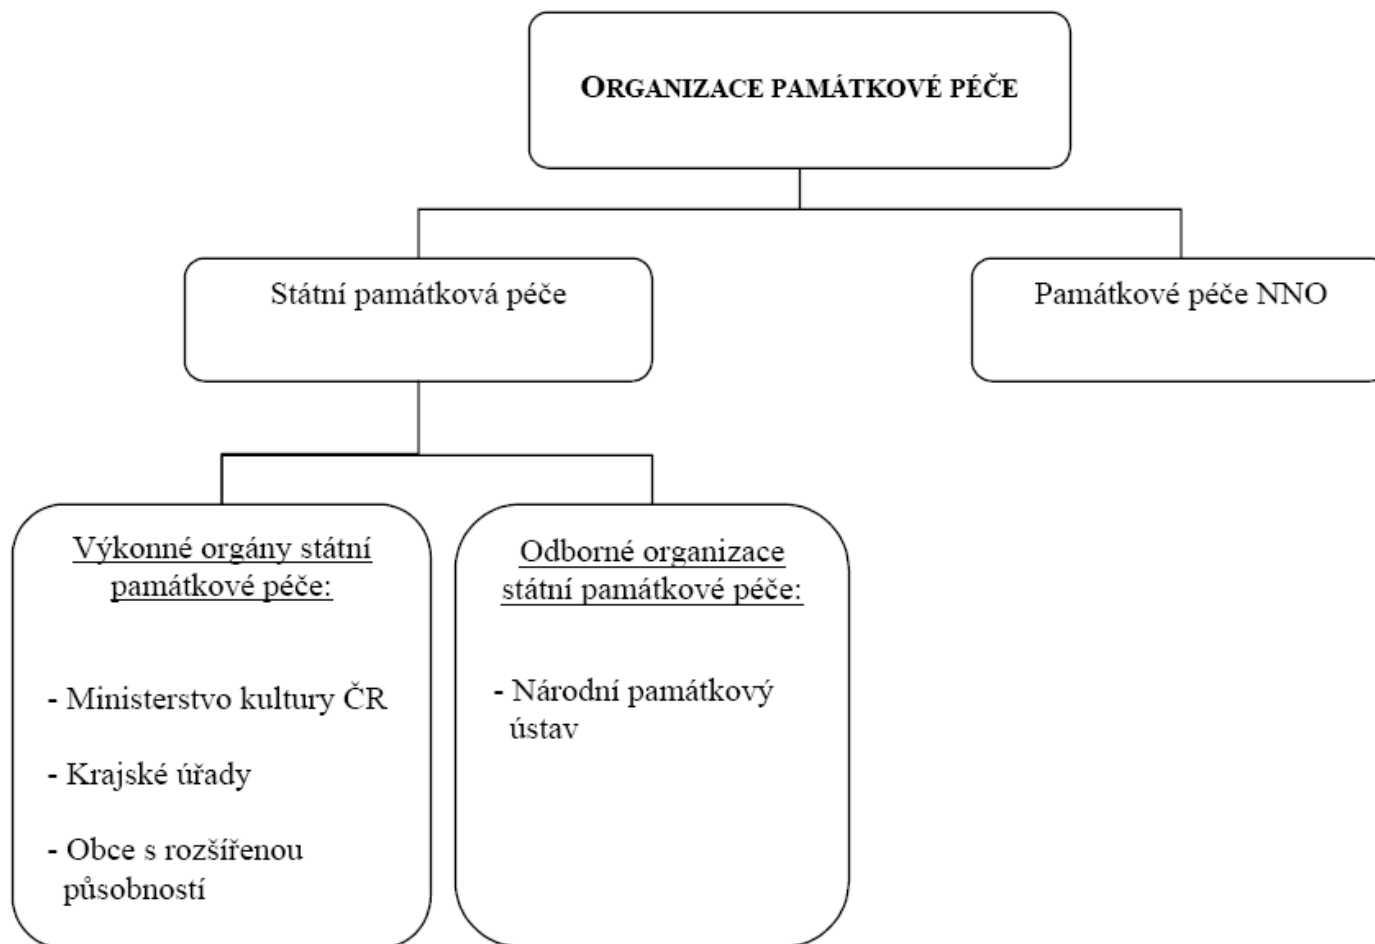 ORGANIZACE PAMÁTKOVÉ PÉČE
Státní památková péče
Památkové péče NNO
Výkonné orgány státní
památkové péče:
- Ministerstvo kultury ČR
- Krajské úřady
- Obce s rozšířenou
působností
Odborné organizace
státní památkové péče:
- Národní památkový
ústav